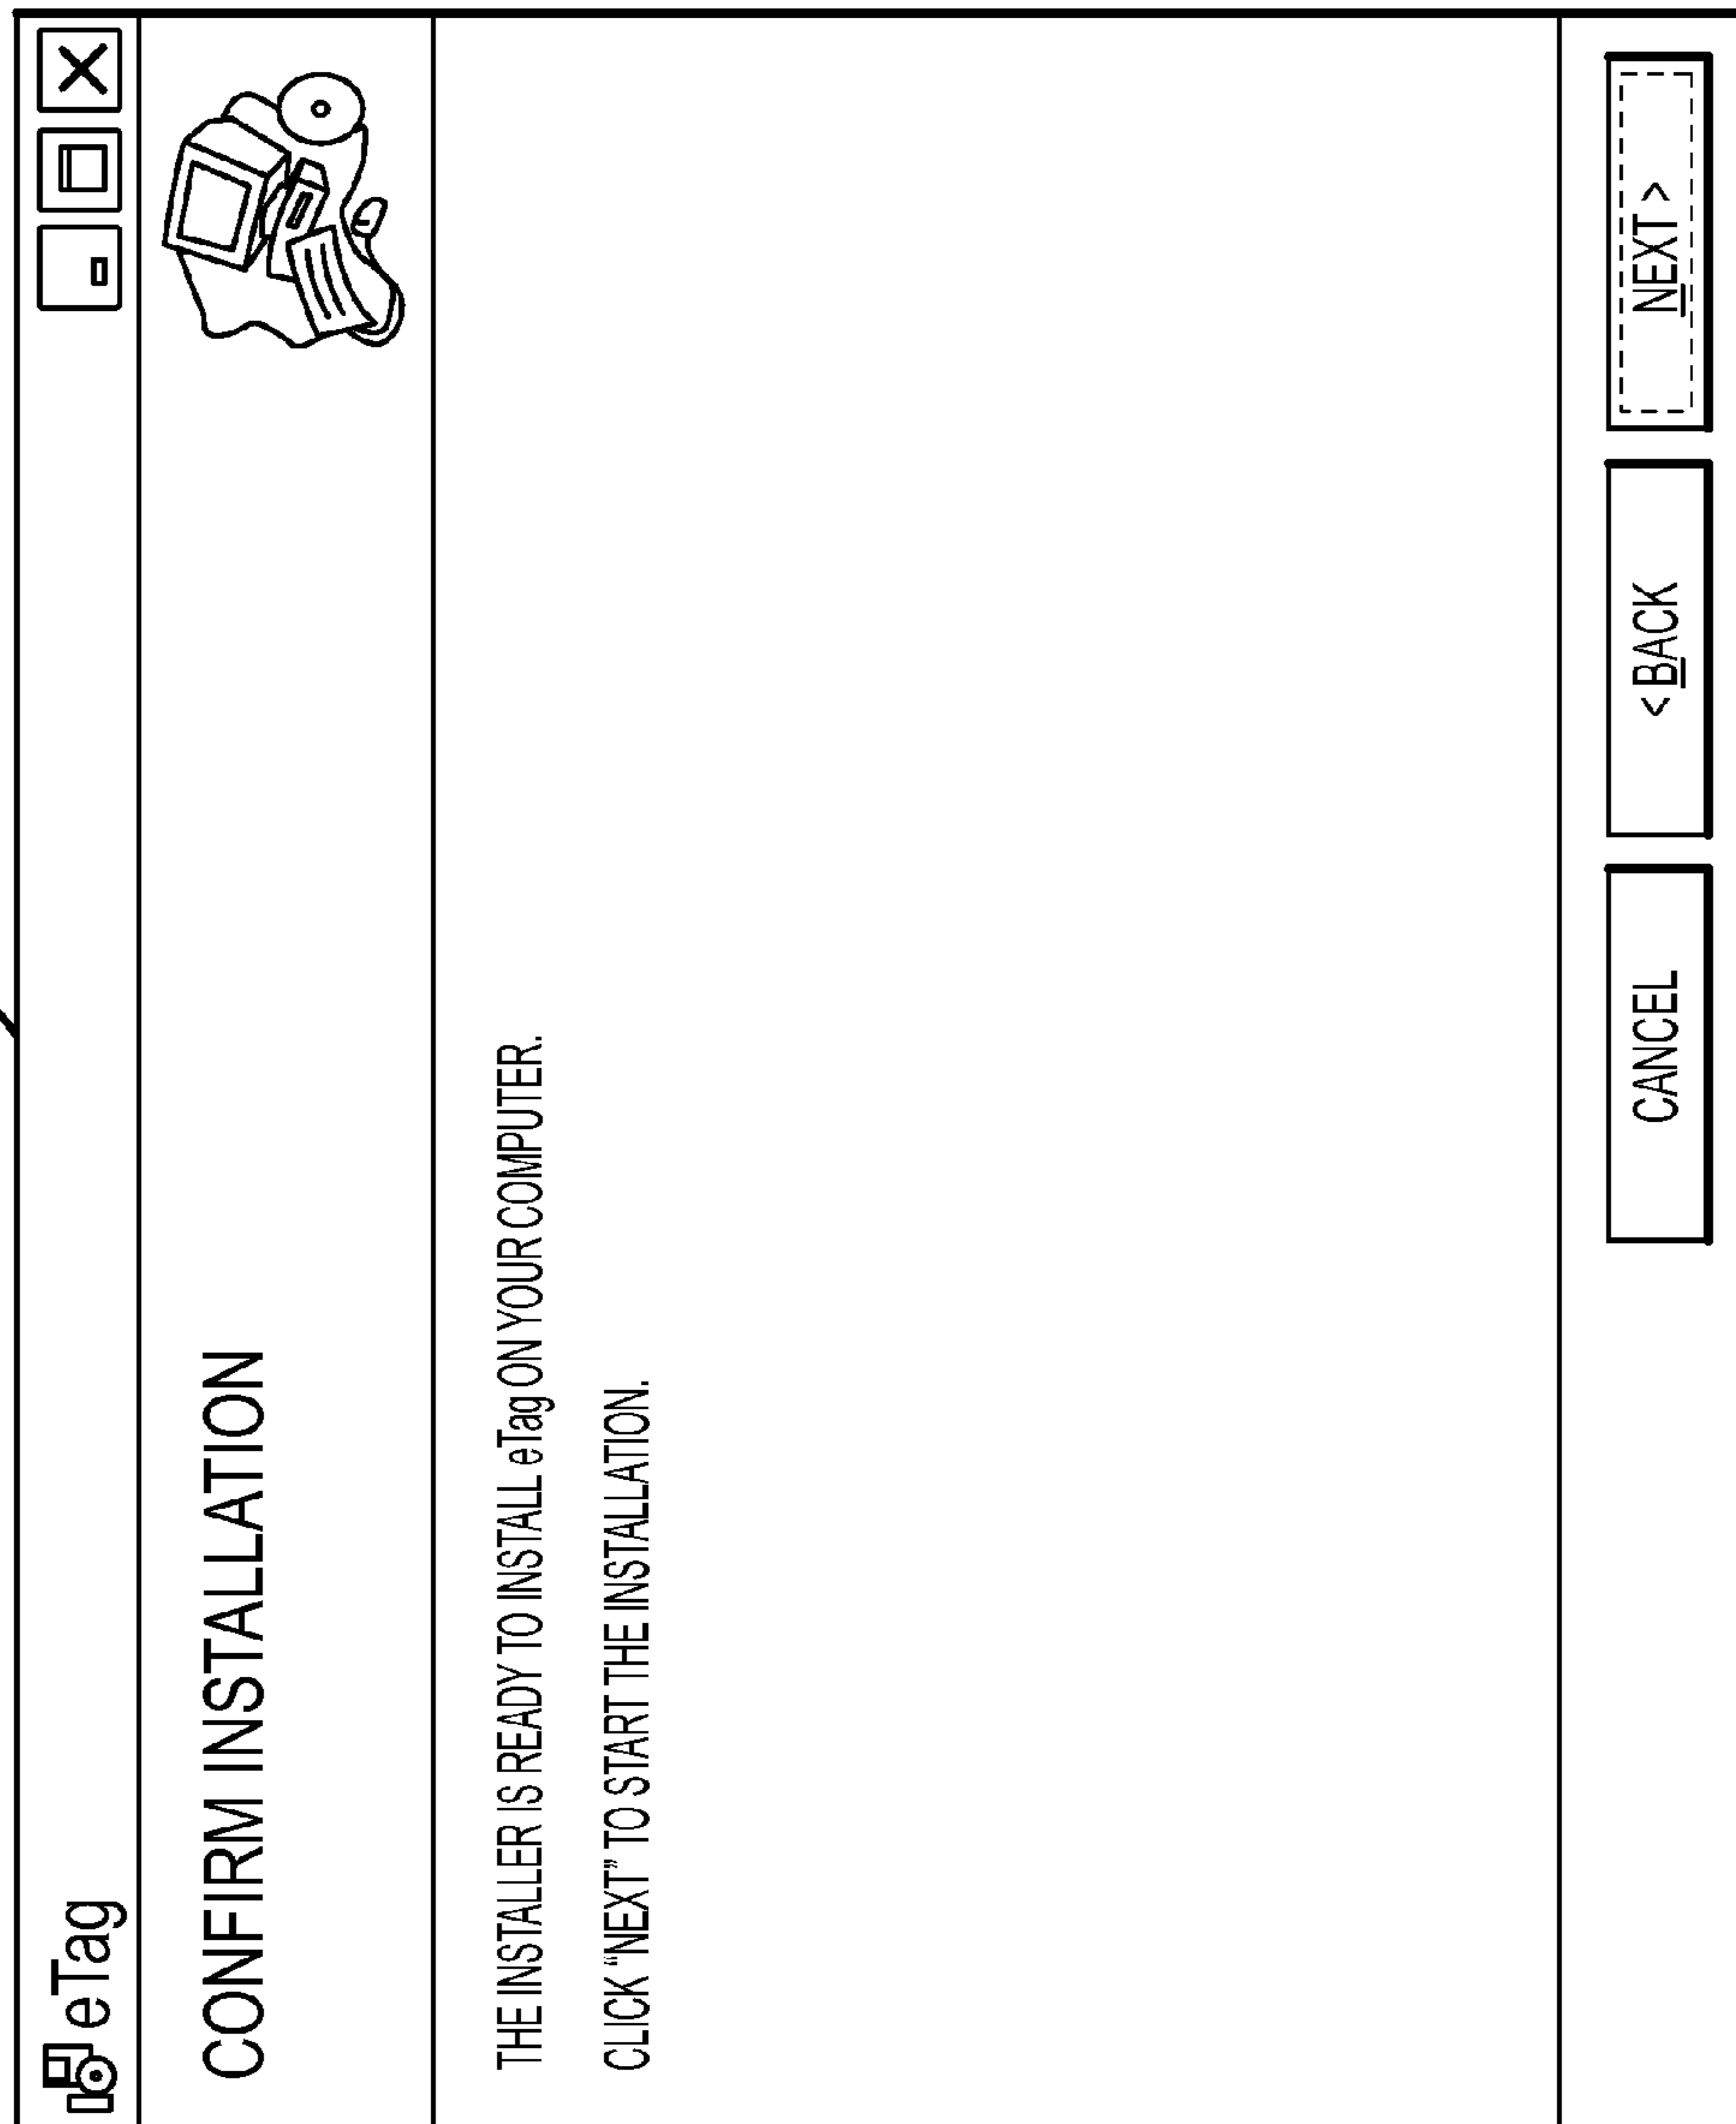 eTag
CONFIRM INSTALLATION
THE INSTALLER IS READY TO INSTALL eTag ON YOUR COMPUTER.
CLICK “NEXT” TO START THE INSTALLATION.
CANCEL
<BACK
NEXT >